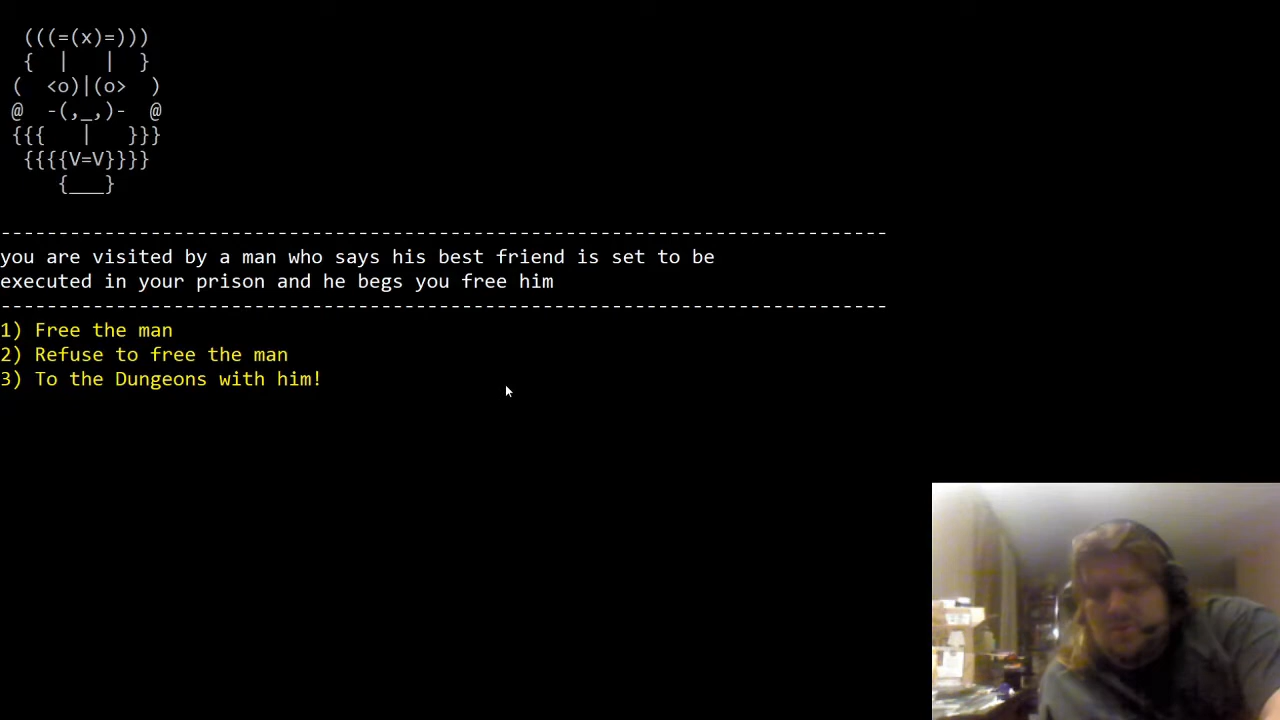 (((=(x)=)))
{ | | }
( <o)|(o> )
@ -(,_,)- @
{{{ | }}}
{{{{V=V}}}}
{___}
-----------------------------------------------------------------------------
you are visited by a man who says his best friend is set to be
executed in your prison and he begs you free him
-----------------------------------------------------------------------------
1) Free the man
2) Refuse to free the man
3) To the Dungeons with him!